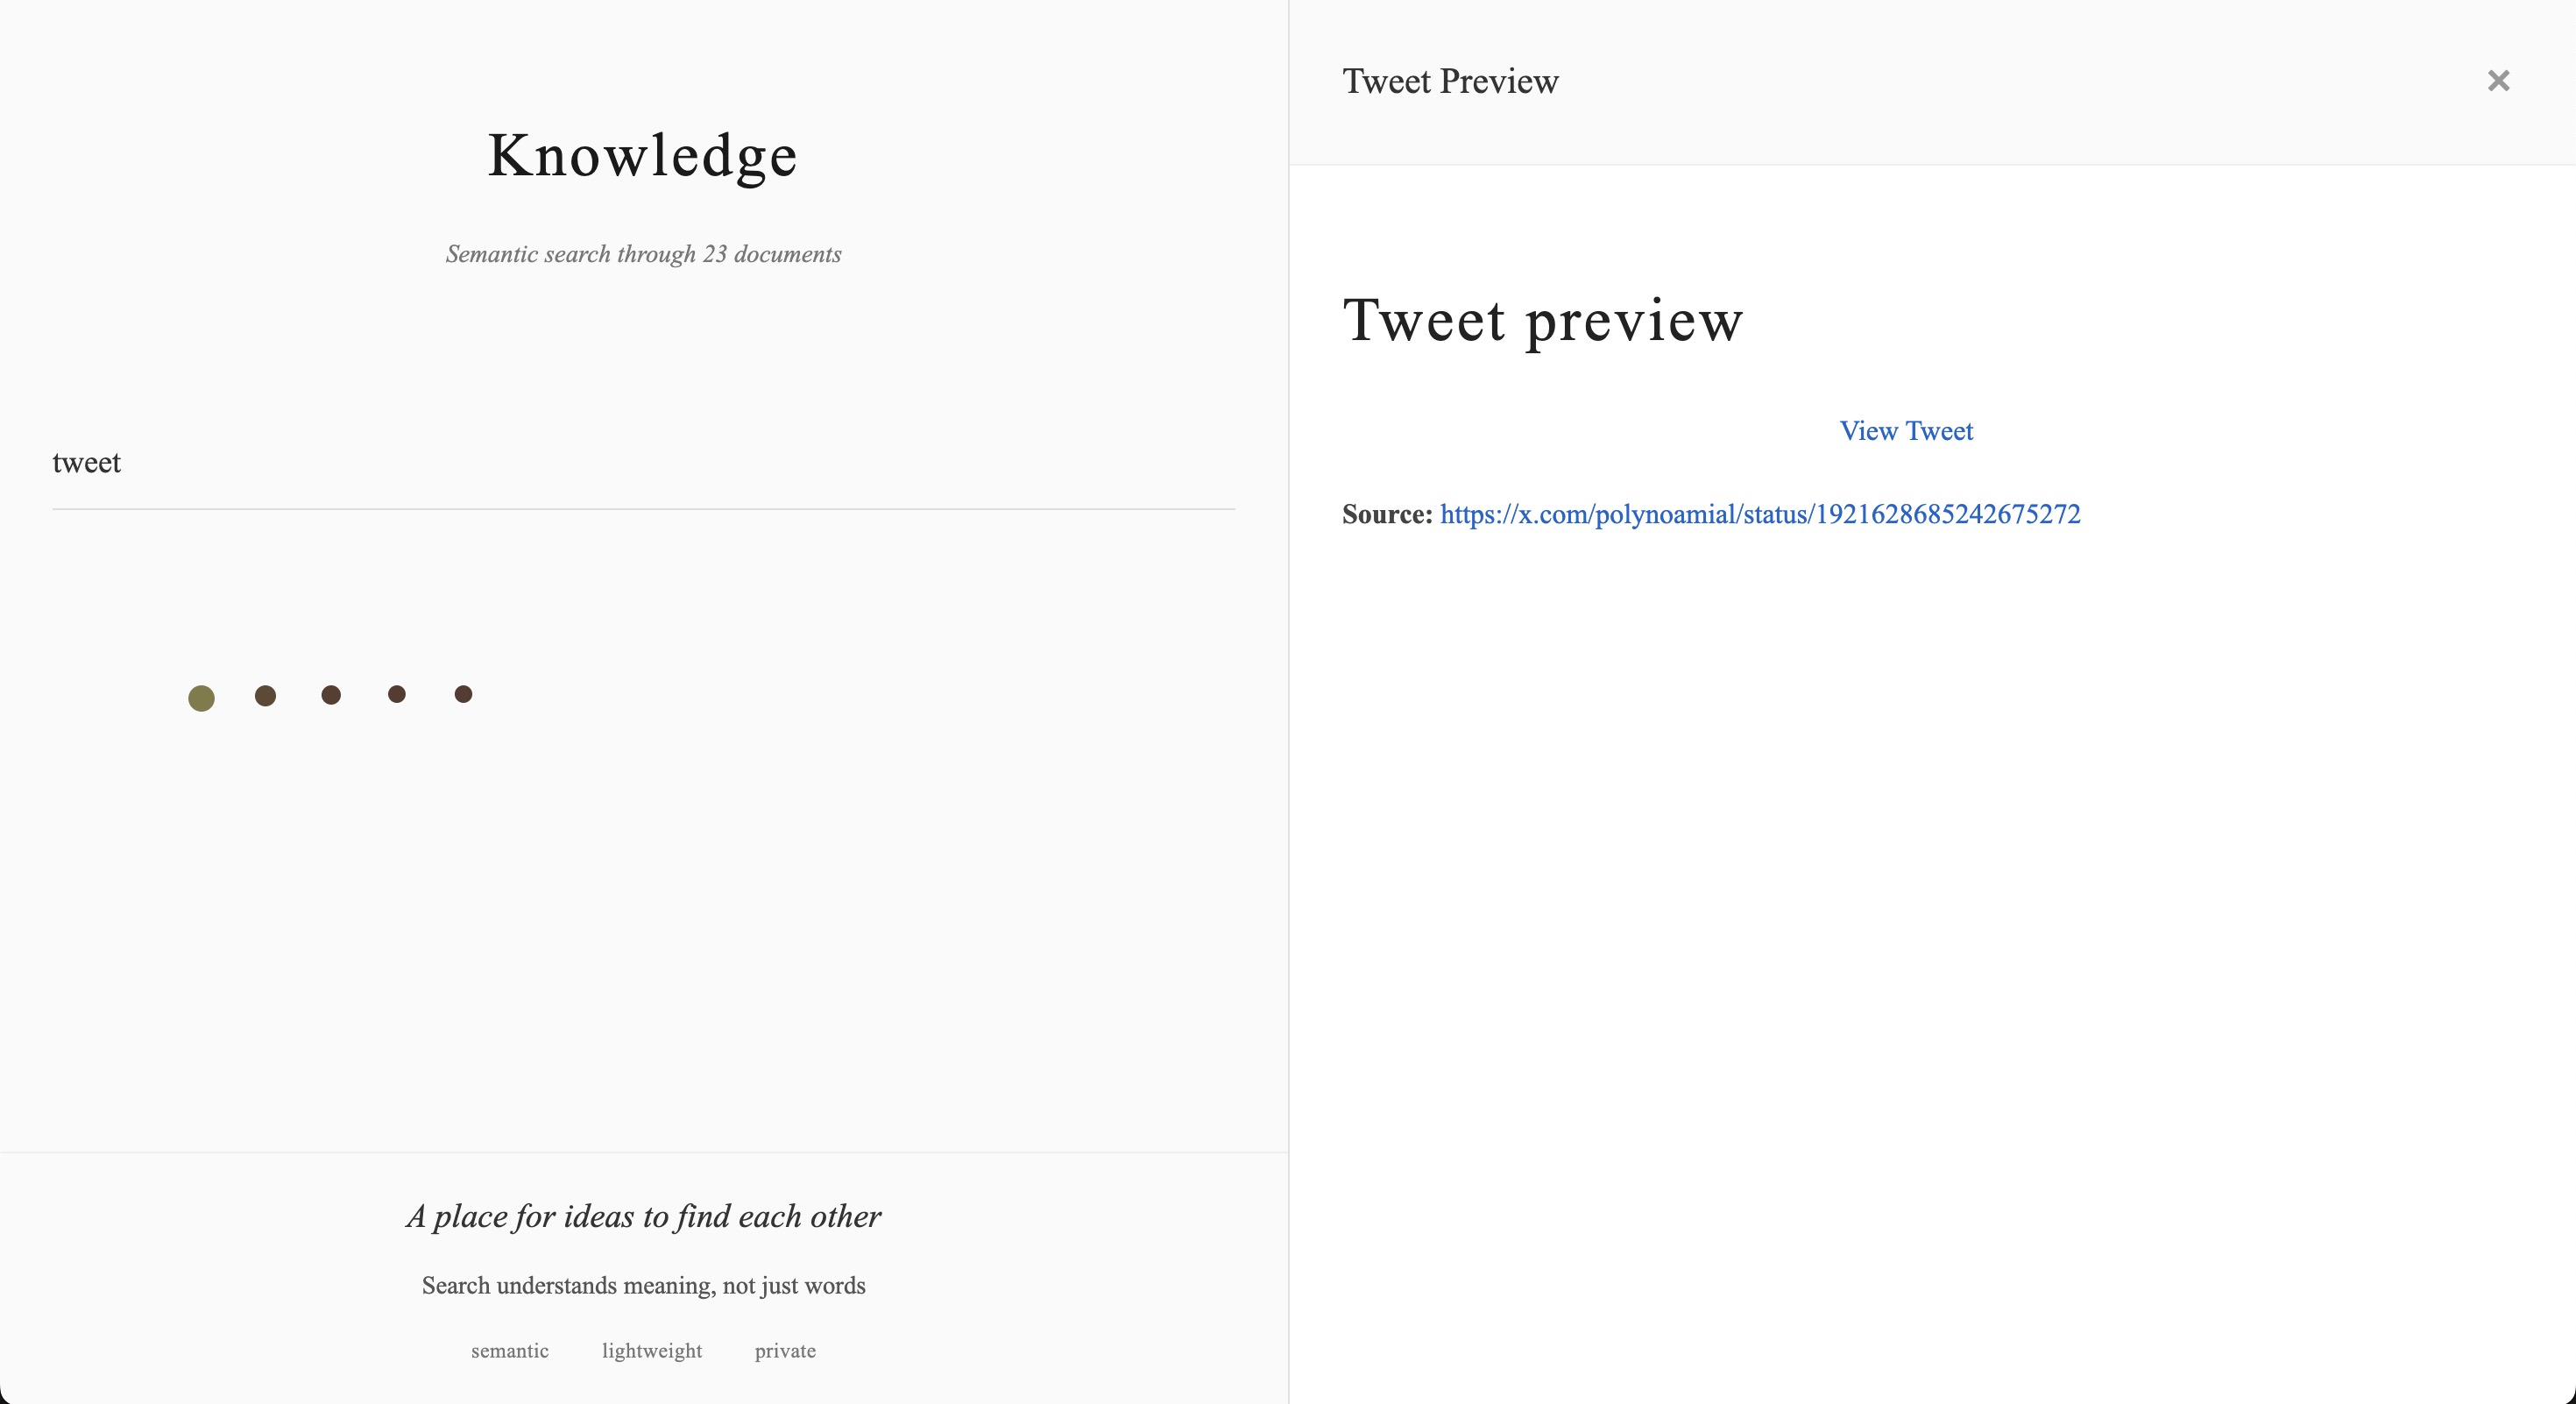 Knowledge
Semantic search through 23 documents
tweet
A place for ideas to find each other
Search understands meaning, not just words
semantic lightweight private
Tweet Preview
Tweet preview
View Tweet
Source: https://x.com/polynoamial/status/1921628685242675272